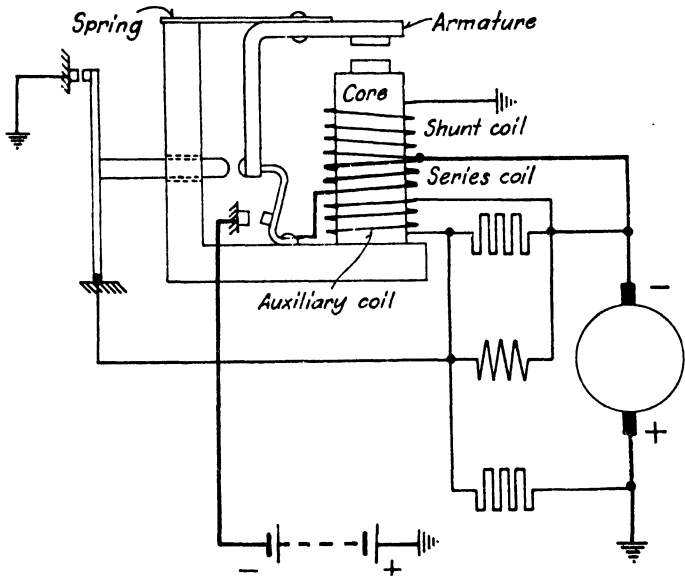 Spring
Armature
Core
Shunt coil
Series coil
Auxiliary coil
−
+
− +